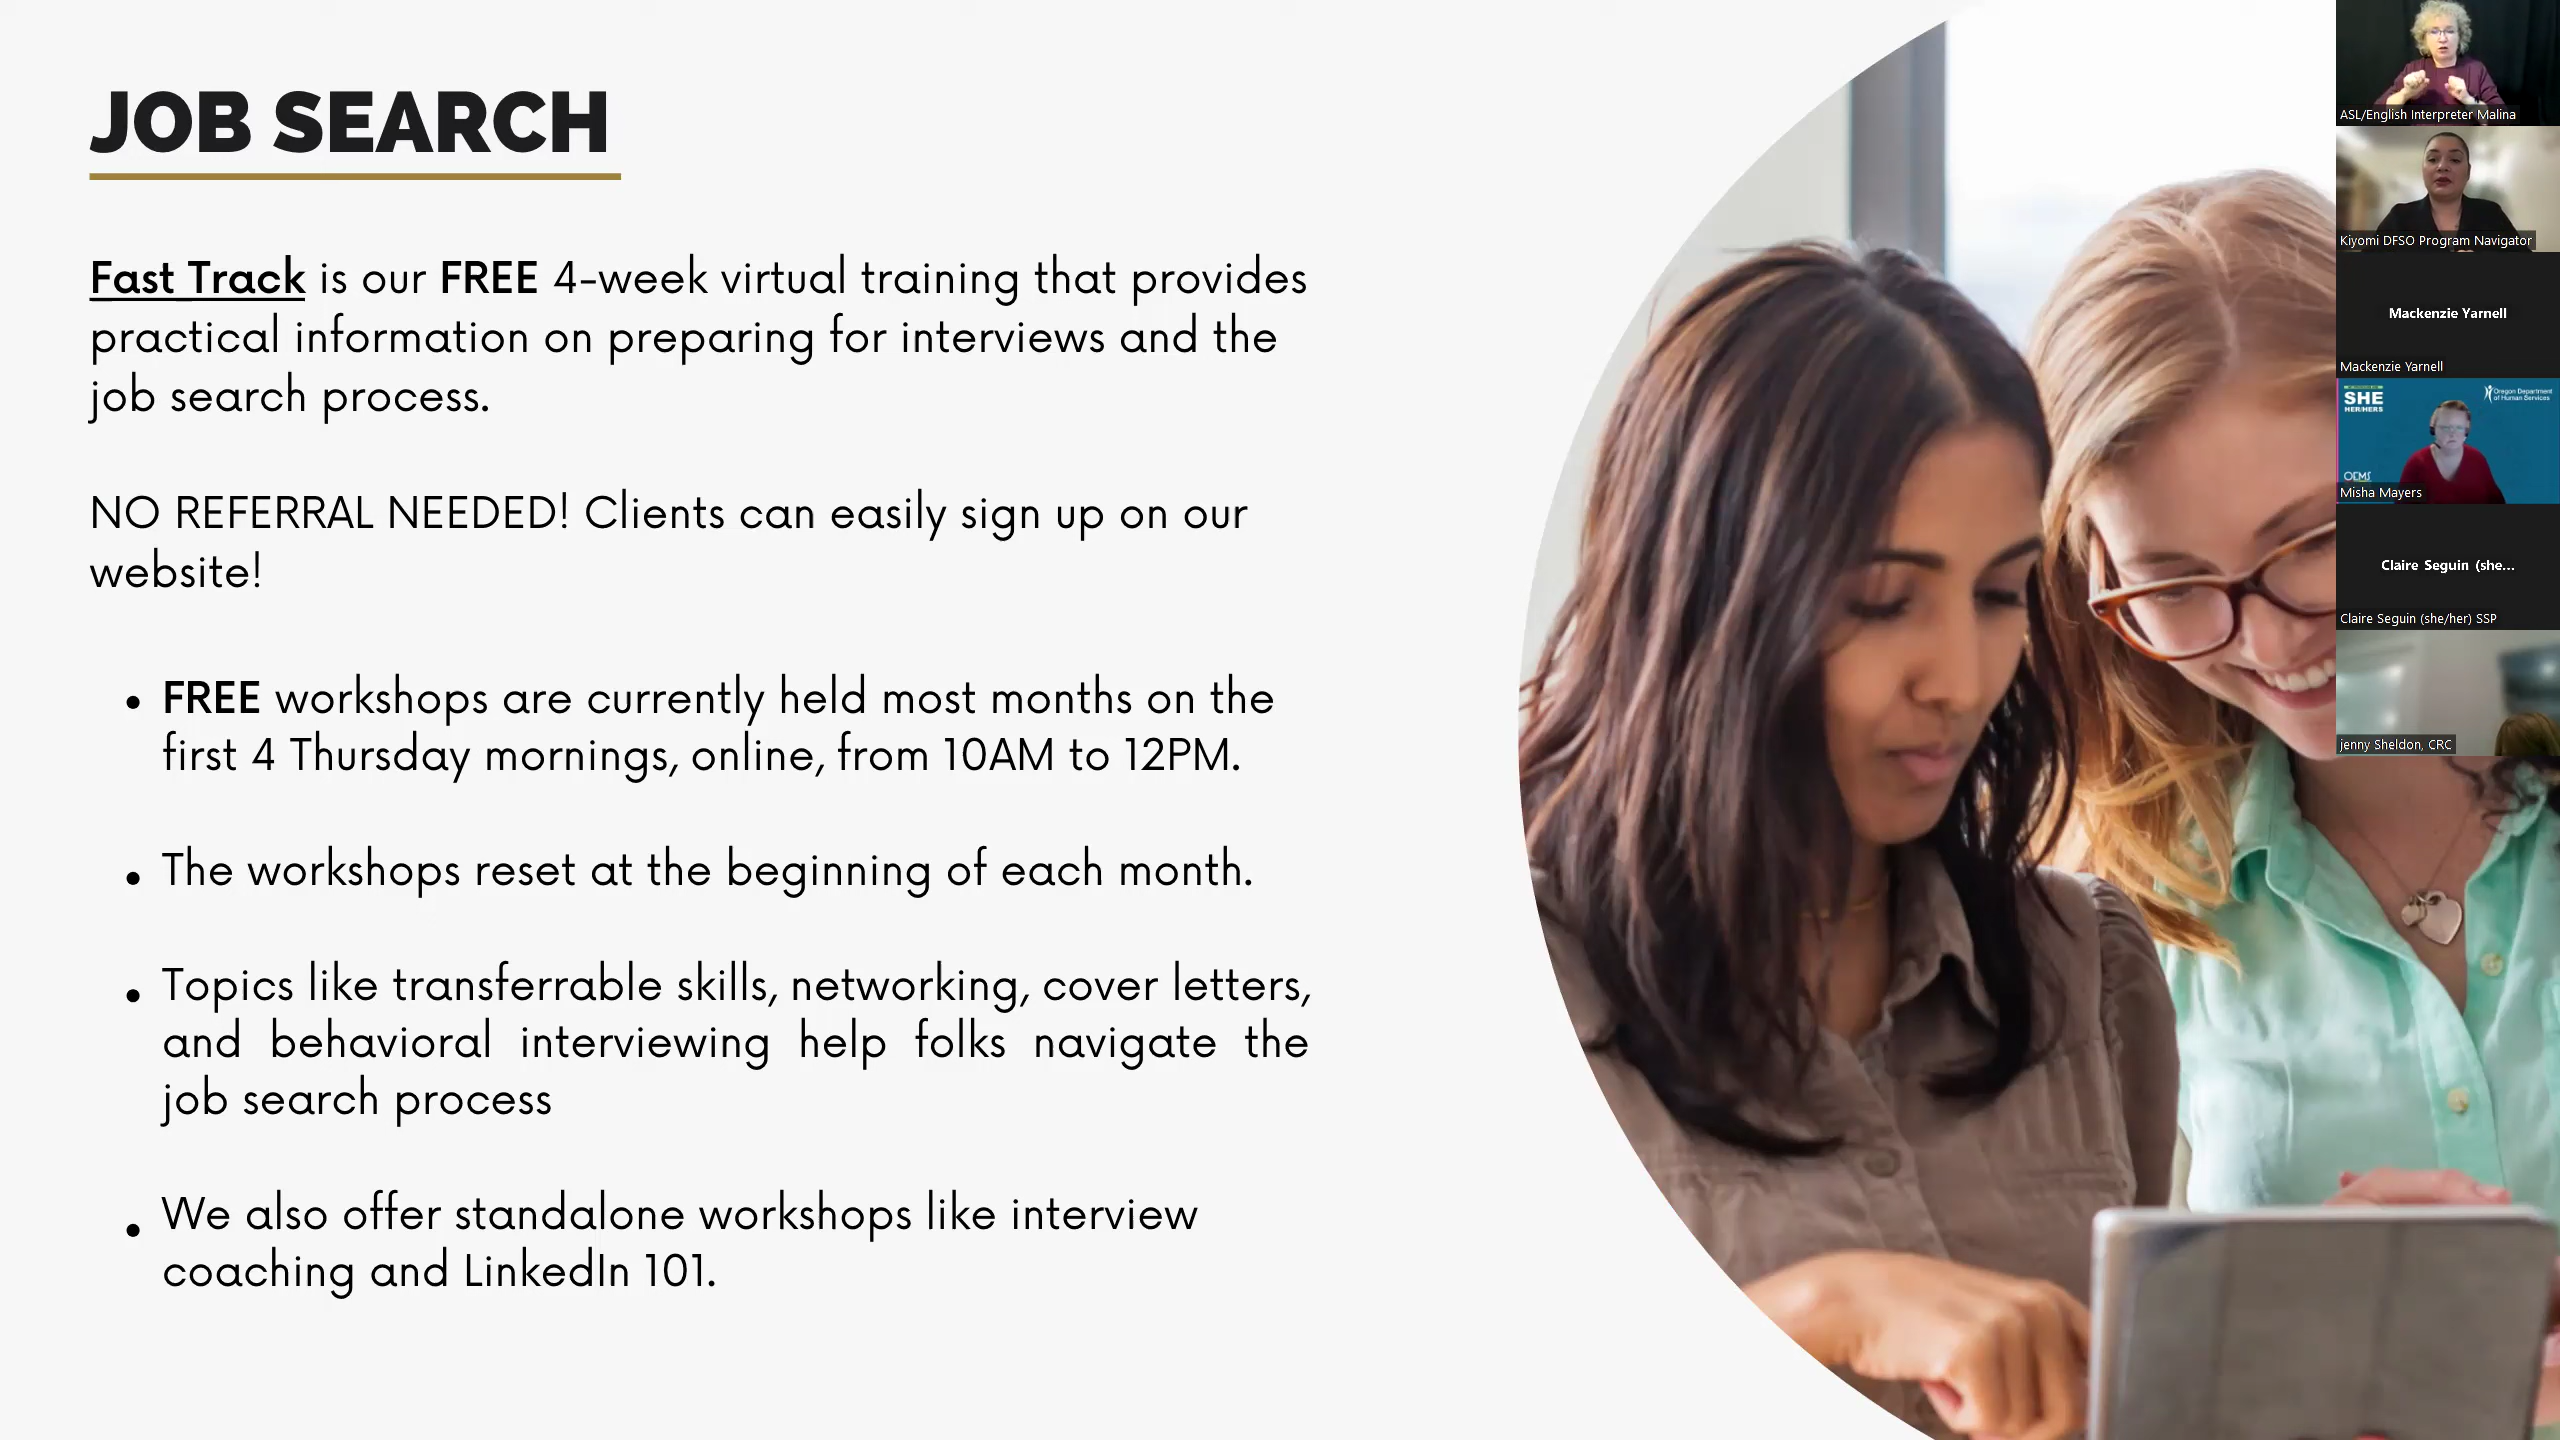 JOB SEARCH
Fast Track is our FREE 4-week virtual training that provides
practical information on preparing for interviews and the
job search process.
NO REFERRAL NEEDED! Clients can easily sign up on our
website!
• FREE workshops are currently held most months on the
first 4 Thursday mornings, online, from 10AM to 12PM.
• The workshops reset at the beginning of each month.
• Topics like transferrable skills, networking, cover letters,
and behavioral interviewing help folks navigate the
job search process
• We also offer standalone workshops like interview
coaching and LinkedIn 101.
ASL/English Interpreter Malina
Kiyomi DFSO Program Navigator
Mackenzie Yarnell
Mackenzie Yarnell
SHE
HER/HERS
Oregon Department
of Human Services
OEMS
Misha Mayers
Claire Seguin (she...
Claire Seguin (she/her) SSP
jenny Sheldon, CRC